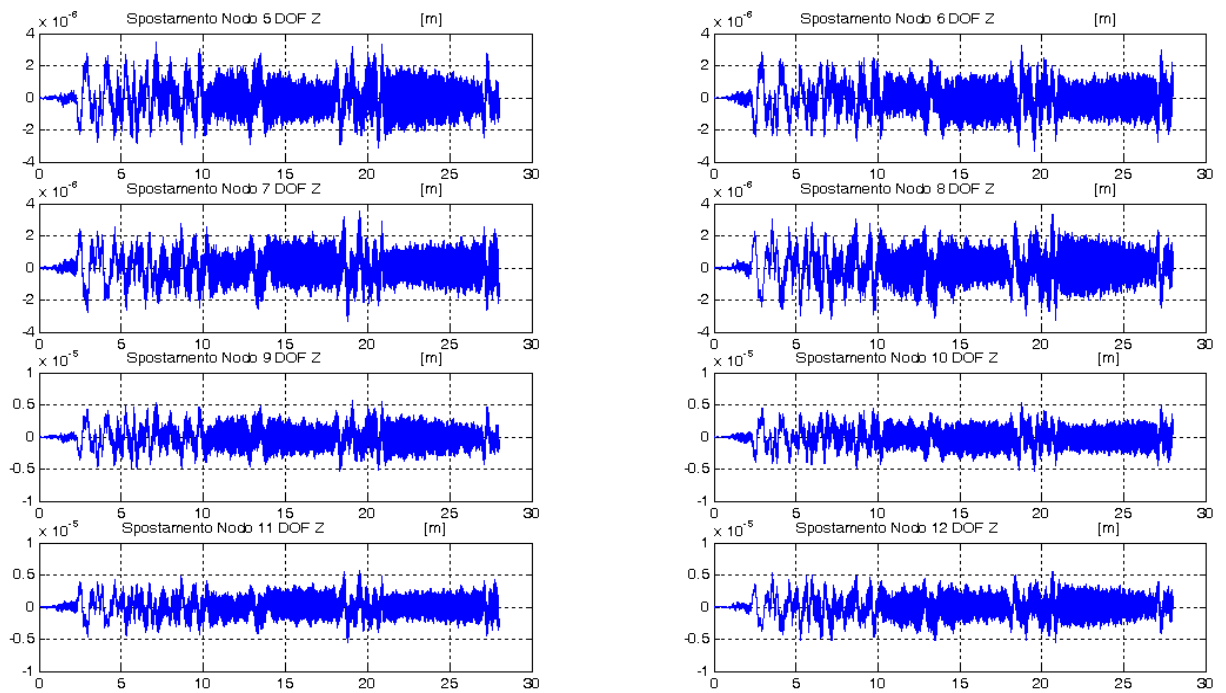 x 10⁻⁶ Spostamento Nodo 5 DOF Z [m]
4
2
0
-2
-4
0 5 10 15 20 25 30
x 10⁻⁶ Spostamento Nodo 6 DOF Z [m]
4
2
0
-2
-4
0 5 10 15 20 25 30
x 10⁻⁶ Spostamento Nodo 7 DOF Z [m]
4
2
0
-2
-4
0 5 10 15 20 25 30
x 10⁻⁶ Spostamento Nodo 8 DOF Z [m]
4
2
0
-2
-4
0 5 10 15 20 25 30
x 10⁻⁵ Spostamento Nodo 9 DOF Z [m]
1
0.5
0
-0.5
-1
0 5 10 15 20 25 30
x 10⁻⁵ Spostamento Nodo 10 DOF Z [m]
1
0.5
0
-0.5
-1
0 5 10 15 20 25 30
x 10⁻⁵ Spostamento Nodo 11 DOF Z [m]
1
0.5
0
-0.5
-1
0 5 10 15 20 25 30
x 10⁻⁵ Spostamento Nodo 12 DOF Z [m]
1
0.5
0
-0.5
-1
0 5 10 15 20 25 30